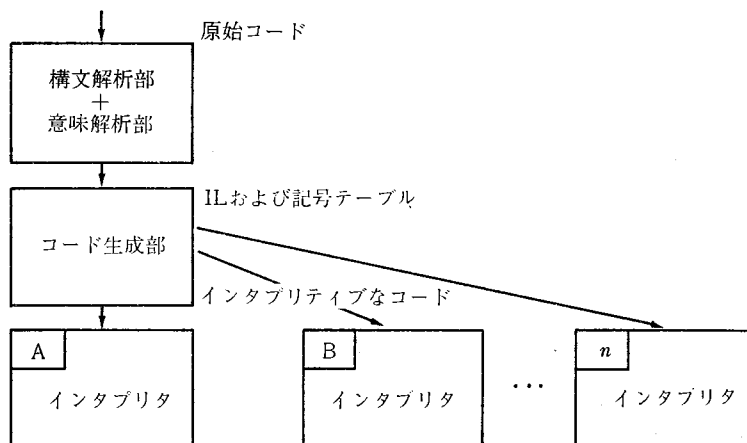 原始コード
構文解析部
+
意味解析部
ILおよび記号テーブル
コード生成部
インタプリティブなコード
A
インタプリタ
B
インタプリタ
...
n
インタプリタ